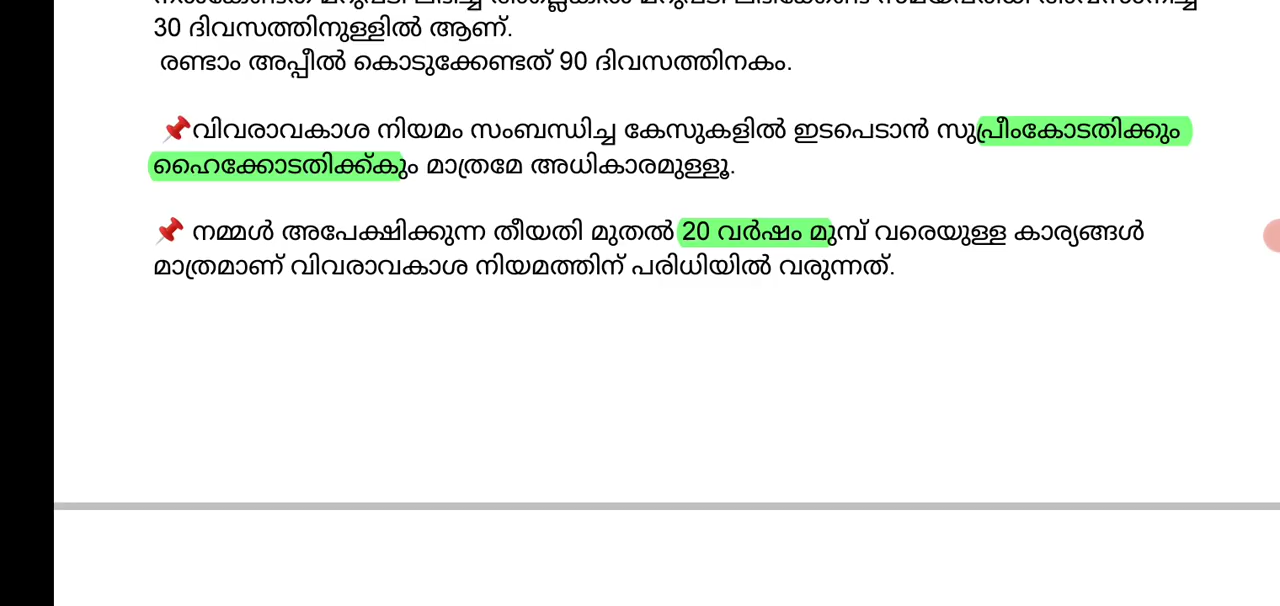 30 ദിവസത്തിനുള്ളിൽ ആണ്.
രണ്ടാം അപ്പീൽ കൊടുക്കേണ്ടത് 90 ദിവസത്തിനകം.
📌വിവരാവകാശ നിയമം സംബന്ധിച്ച കേസുകളിൽ ഇടപെടാൻ സുപ്രീംകോടതിക്കും
ഹൈക്കോടതിക്ക്കും മാത്രമേ അധികാരമുള്ളൂ.
📌 നമ്മൾ അപേക്ഷിക്കുന്ന തീയതി മുതൽ 20 വർഷം മുമ്പ് വരെയുള്ള കാര്യങ്ങൾ
മാത്രമാണ് വിവരാവകാശ നിയമത്തിന് പരിധിയിൽ വരുന്നത്.